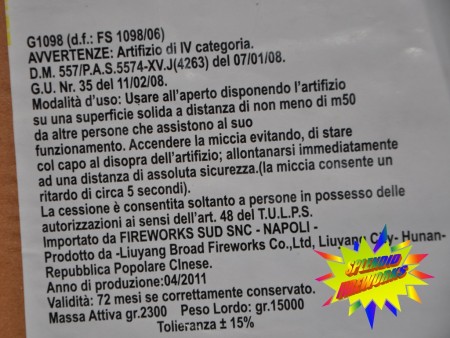 G1098 (d.f.: FS 1098/06)
AVVERTENZE: Artifizio di IV categoria.
D.M. 557/P.A.S.5574-XV.J(4263) del 07/01/08.
G.U. Nr. 35 del 11/02/08.
Modalità d'uso: Usare all'aperto disponendo l'artifizio
su una superficie solida a distanza di non meno di m50
da altre persone che assistono al suo
funzionamento. Accendere la miccia evitando, di stare
col capo al disopra dell'artifizio; allontanarsi immediatamente
ad una distanza di assoluta sicurezza.(la miccia consente un
ritardo di circa 5 secondi).
La cessione è consentita soltanto a persone in possesso delle
autorizzazioni ai sensi dell'art. 48 del T.U.L.P.S.
Importato da FIREWORKS SUD SNC - NAPOLI -
Prodotto da -Liuyang Broad Fireworks Co.,Ltd, Liuyang City- Hunan-
Repubblica Popolare CInese.
Anno di produzione:04/2011
Validità: 72 mesi se correttamente conservato.
Massa Attiva gr.2300 Peso Lordo: gr.15000
Tolleranza ± 15%
SPLENDID
FIREWORKS